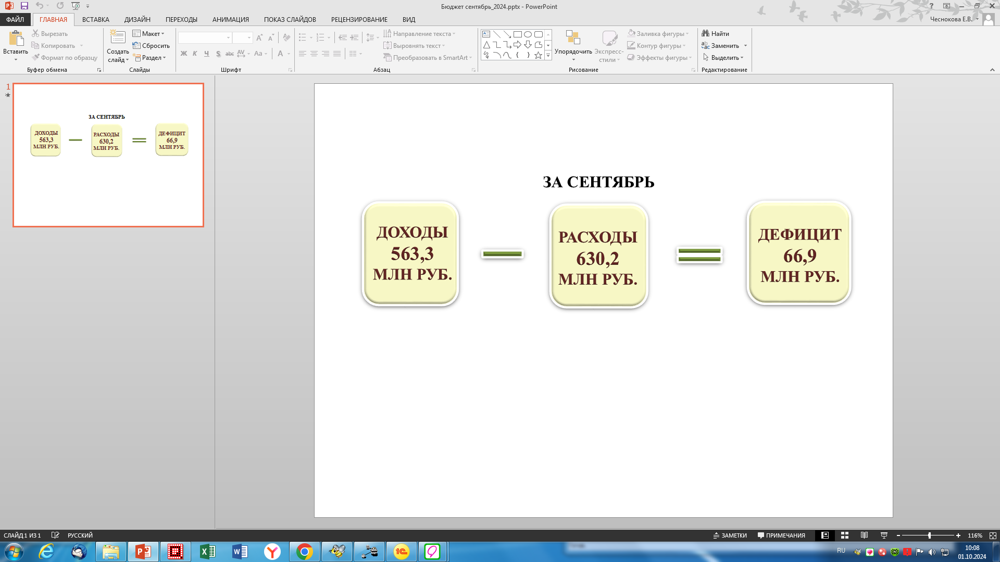 Бюджет сентябрь_2024.pptx - PowerPoint
ФАЙЛ ГЛАВНАЯ ВСТАВКА ДИЗАЙН ПЕРЕХОДЫ АНИМАЦИЯ ПОКАЗ СЛАЙДОВ РЕЦЕНЗИРОВАНИЕ ВИД Чеснокова Е.В.
Вставить
Вырезать
Копировать
Формат по образцу
Буфер обмена
Создать слайд
Макет
Сбросить
Раздел
Слайды
Ж К Ч S abc AV Aa A
Шрифт
Направление текста
Выровнять текст
Преобразовать в SmartArt
Абзац
Упорядочить
Экспресс-стили
Заливка фигуры
Контур фигуры
Эффекты фигуры
Рисование
Найти
Заменить
Выделить
Редактирование
1
ЗА СЕНТЯБРЬ
ДОХОДЫ
563,3
МЛН РУБ.
РАСХОДЫ
630,2
МЛН РУБ.
ДЕФИЦИТ
66,9
МЛН РУБ.
ЗА СЕНТЯБРЬ
ДОХОДЫ
563,3
МЛН РУБ.
РАСХОДЫ
630,2
МЛН РУБ.
ДЕФИЦИТ
66,9
МЛН РУБ.
СЛАЙД 1 ИЗ 1 РУССКИЙ ЗАМЕТКИ ПРИМЕЧАНИЯ 116%
RU 10:08
01.10.2024